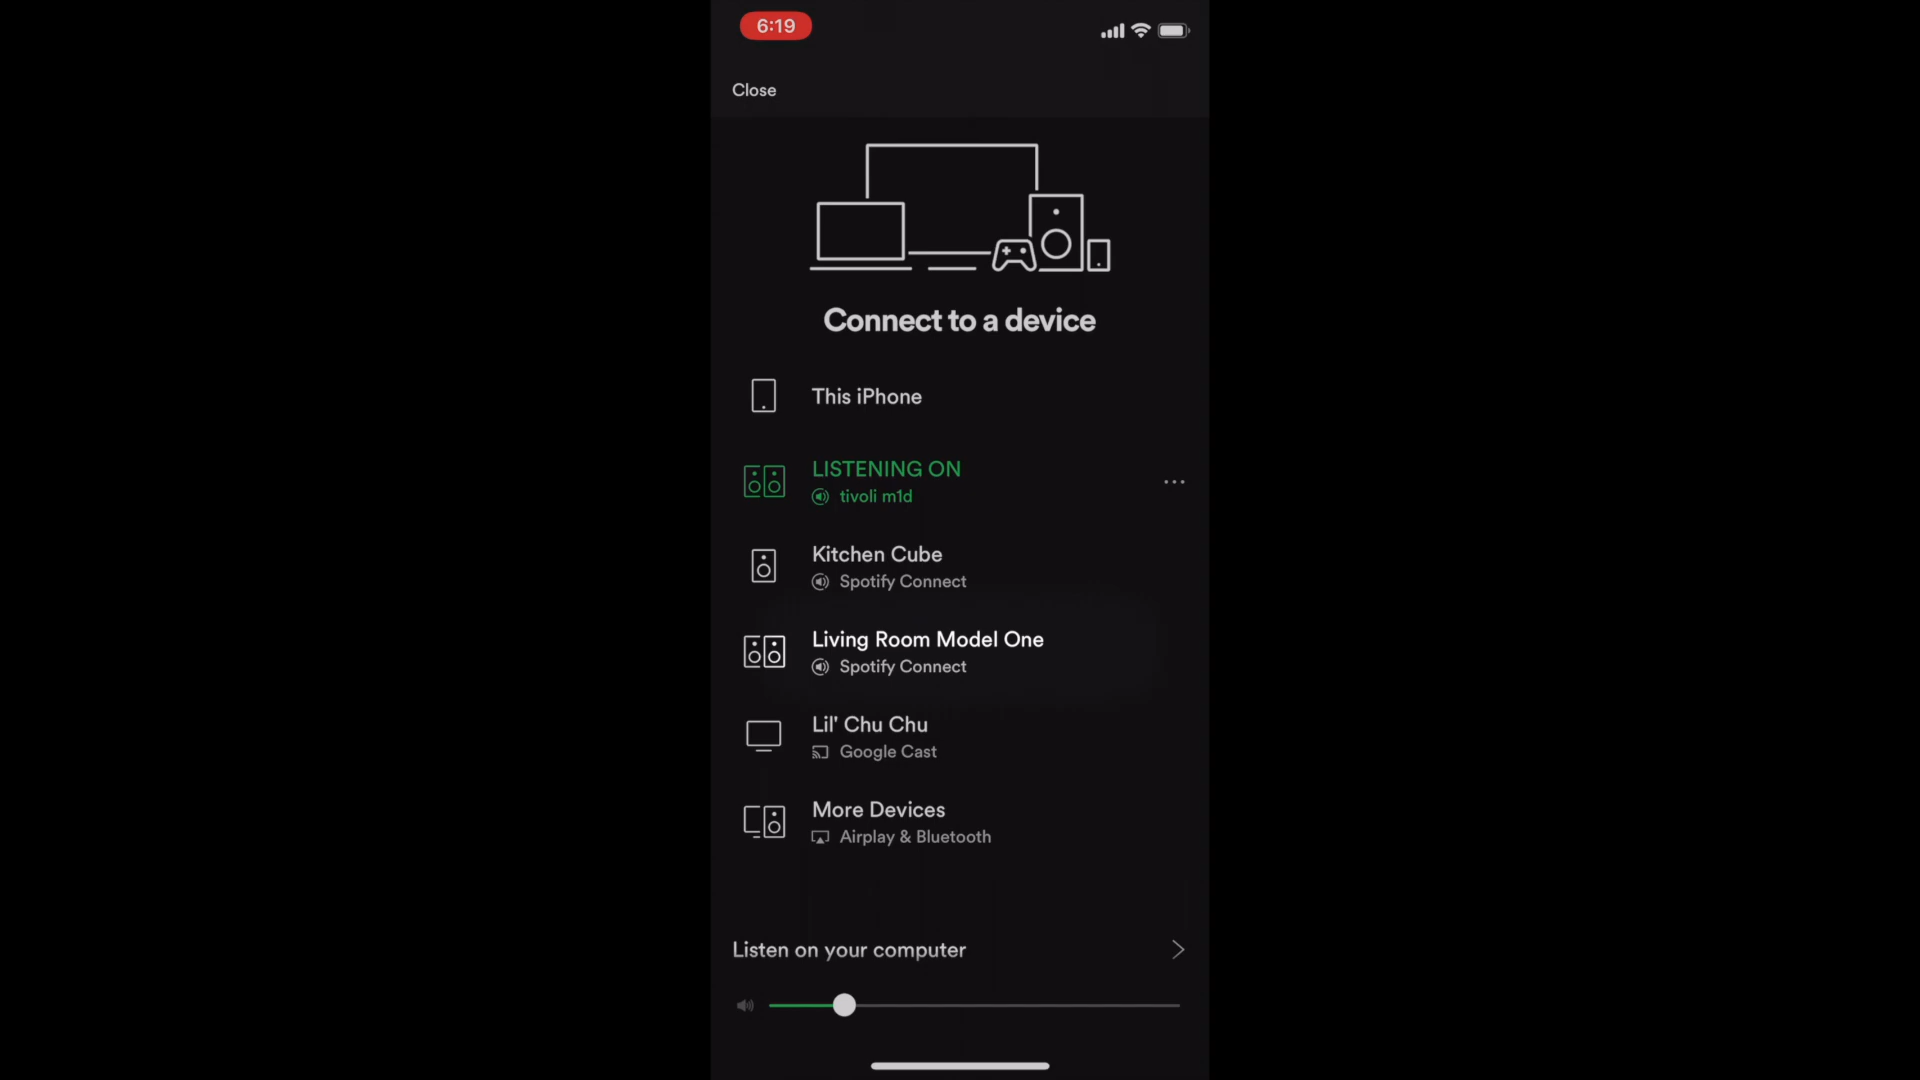 6:19
Close
Connect to a device
This iPhone
LISTENING ON
tivoli m1d
Kitchen Cube
Spotify Connect
Living Room Model One
Spotify Connect
Lil' Chu Chu
Google Cast
More Devices
Airplay & Bluetooth
Listen on your computer